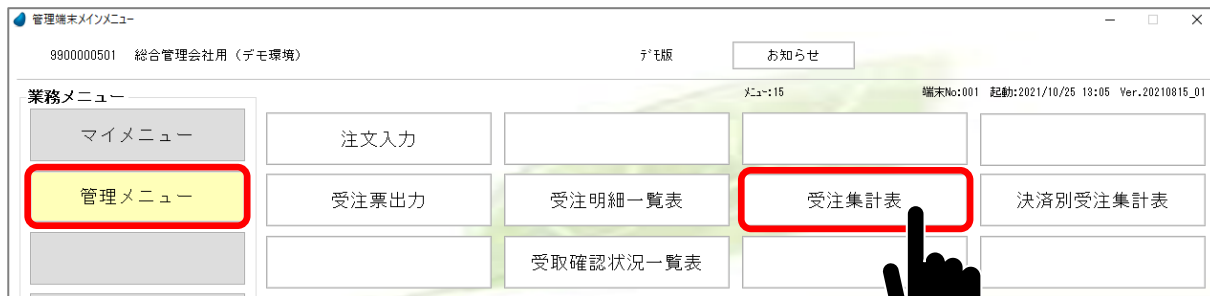 管理端末メインメニュー
9900000501 総合管理会社用（デモ環境） デモ版 お知らせ
業務メニュー メニュー:15 端末No:001 起動:2021/10/25 13:05 Ver.20210815_01
マイメニュー 注文入力
管理メニュー 受注票出力 受注明細一覧表 受注集計表 決済別受注集計表
受取確認状況一覧表